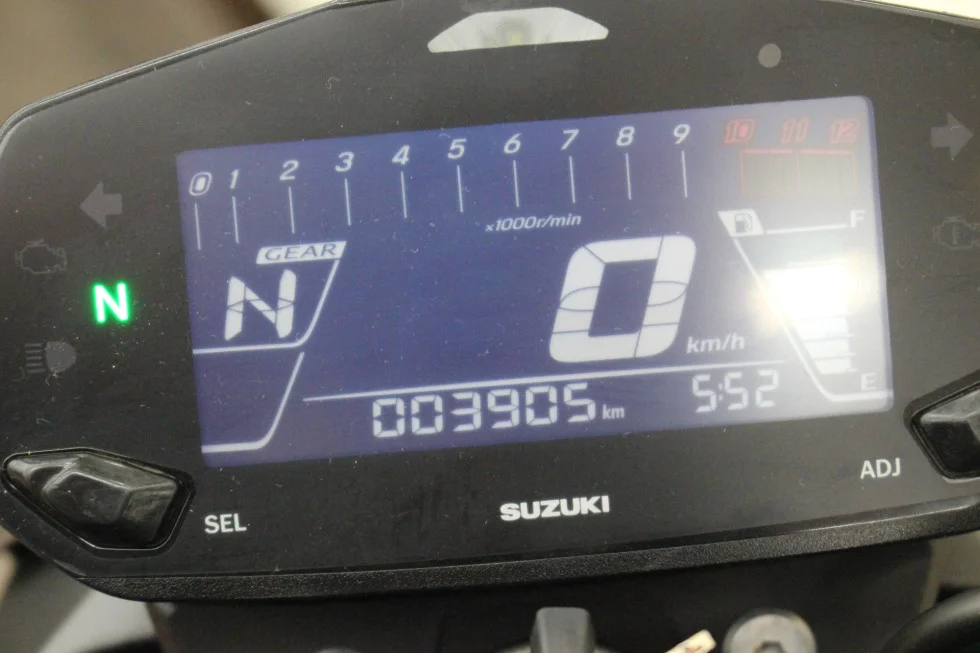 0 1 2 3 4 5 6 7 8 9 10 11 12
x1000r/min
GEAR
F
N
N
0
km/h
E
003905 km
5:52
SEL
SUZUKI
ADJ